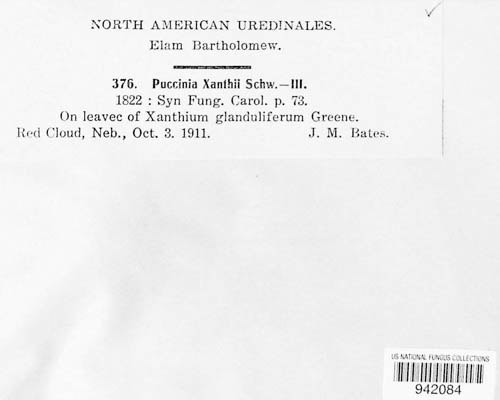 NORTH AMERICAN UREDINALES.
Elam Bartholomew.
376. Puccinia Xanthii Schw.—III.
1822 : Syn Fung. Carol. p. 73.
On leavec of Xanthium glanduliferum Greene.
Red Cloud, Neb., Oct. 3. 1911. J. M. Bates.
US NATIONAL FUNGUS COLLECTIONS
942084